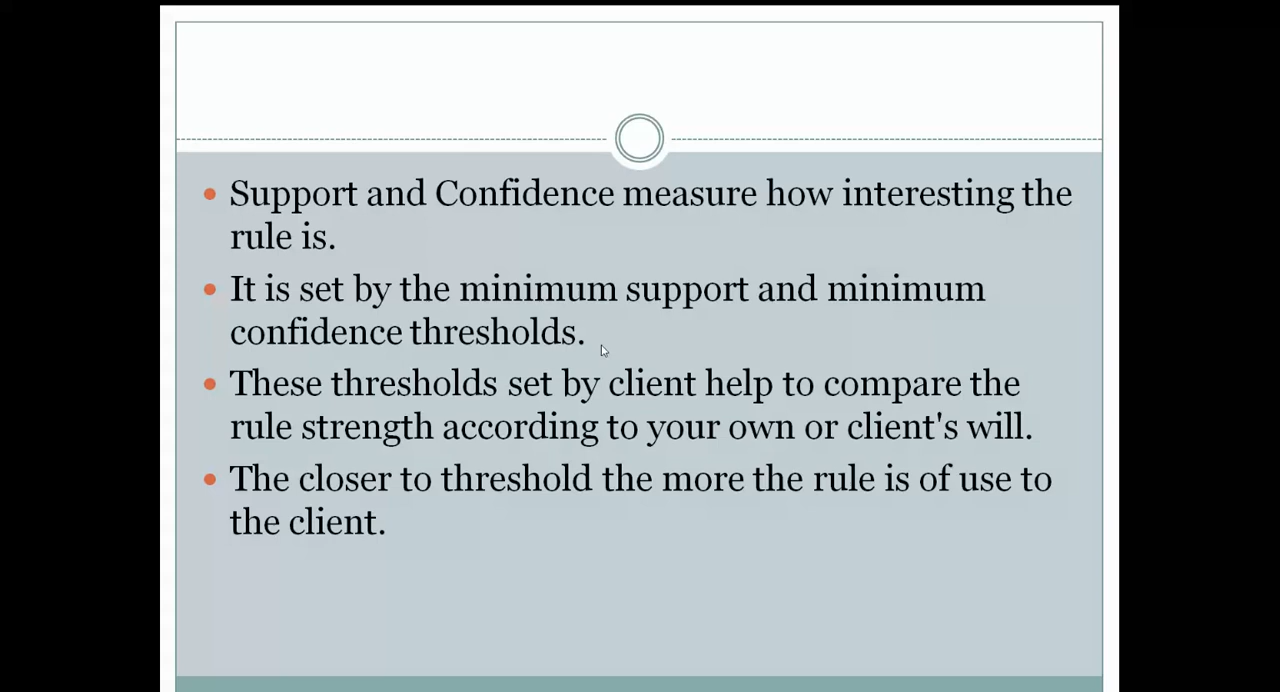 Support and Confidence measure how interesting the
rule is.
It is set by the minimum support and minimum
confidence thresholds.
These thresholds set by client help to compare the
rule strength according to your own or client's will.
The closer to threshold the more the rule is of use to
the client.